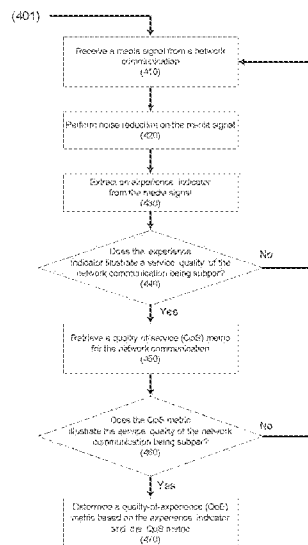 (401)
Receive a media signal from a network
communication
(410)
Perform noise reduction on the media signal
(420)
Extract an experience indicator
from the media signal
(430)
Does the experience
indicator illustrate a service quality of the
network communication being subpar?
(440)
No
Yes
Retrieve a quality-of-service (QoS) metric
for the network communication
(450)
Does the QoS metric
illustrate the service quality of the network
communication being subpar?
(460)
No
Yes
Determine a quality-of-experience (QoE)
metric based on the experience indicator
and the QoS metric
(470)